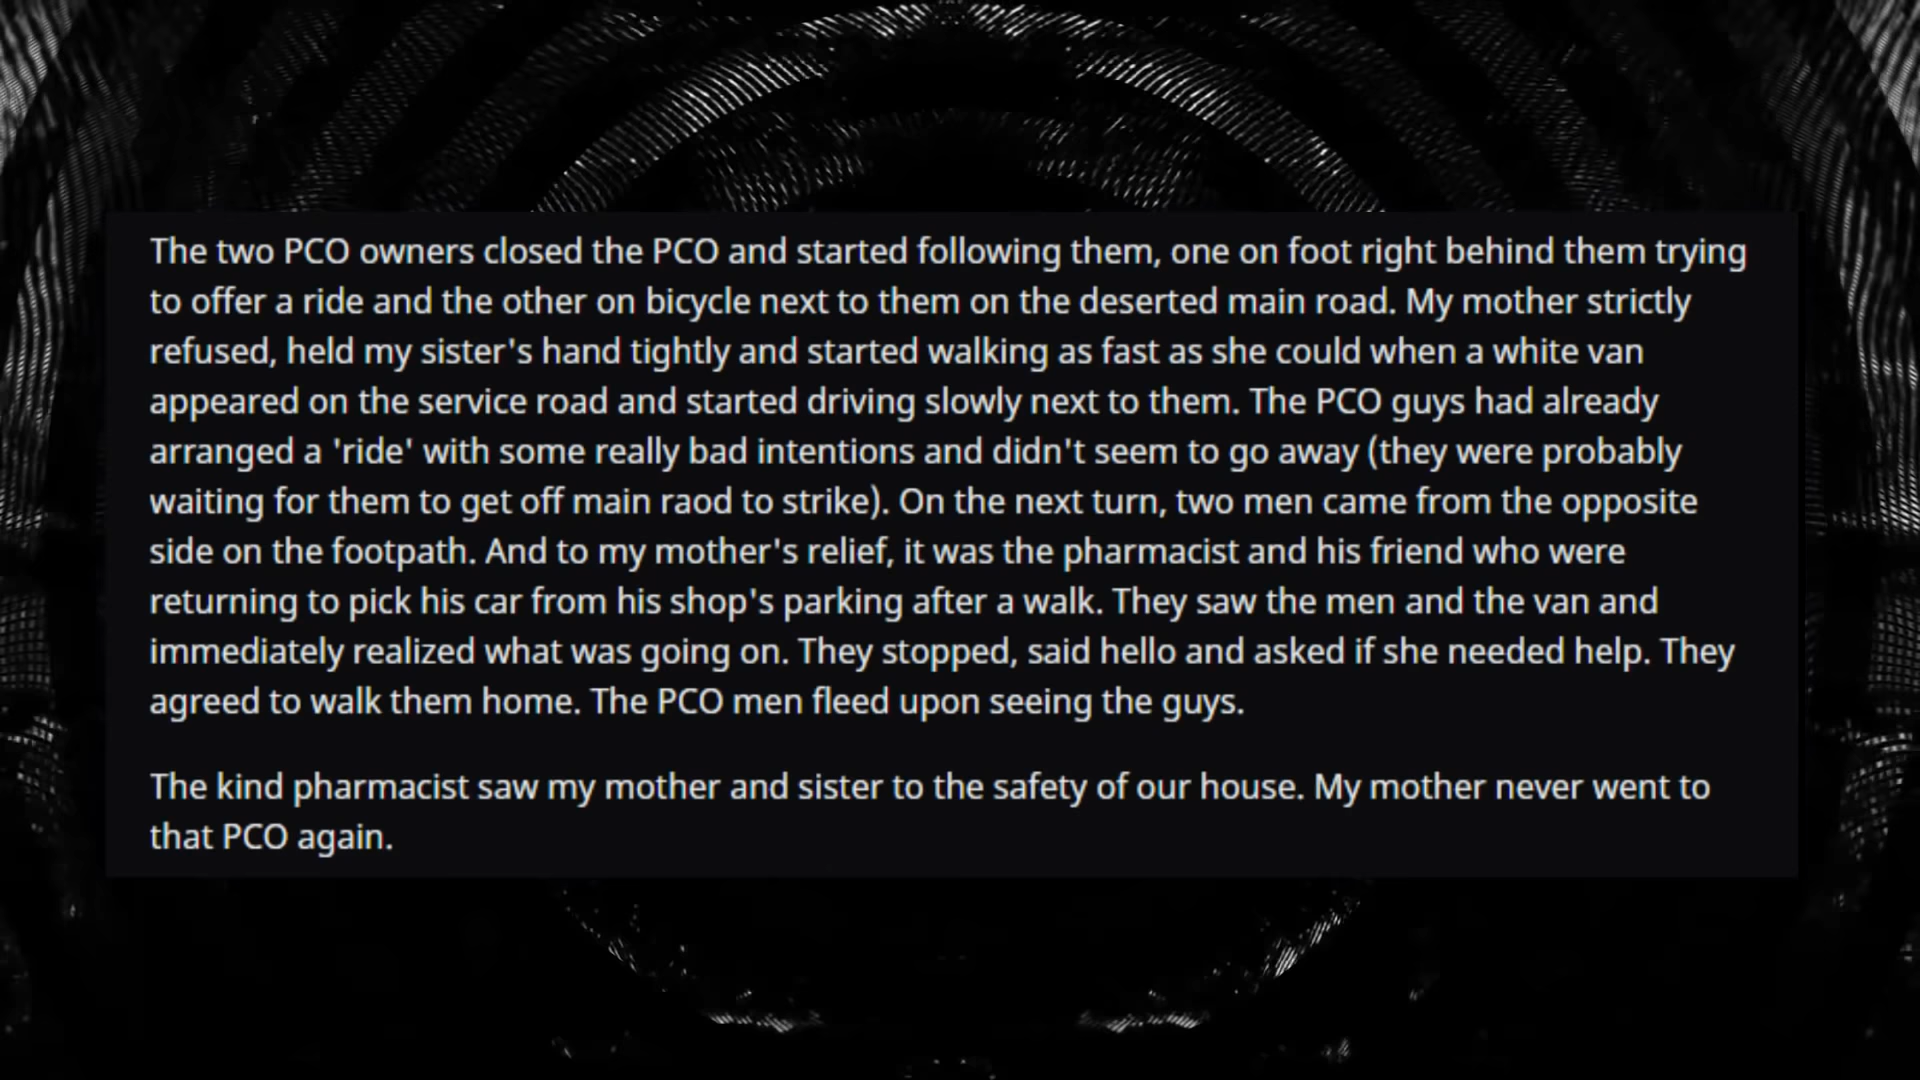 The two PCO owners closed the PCO and started following them, one on foot right behind them trying
to offer a ride and the other on bicycle next to them on the deserted main road. My mother strictly
refused, held my sister's hand tightly and started walking as fast as she could when a white van
appeared on the service road and started driving slowly next to them. The PCO guys had already
arranged a 'ride' with some really bad intentions and didn't seem to go away (they were probably
waiting for them to get off main raod to strike). On the next turn, two men came from the opposite
side on the footpath. And to my mother's relief, it was the pharmacist and his friend who were
returning to pick his car from his shop's parking after a walk. They saw the men and the van and
immediately realized what was going on. They stopped, said hello and asked if she needed help. They
agreed to walk them home. The PCO men fleed upon seeing the guys.
The kind pharmacist saw my mother and sister to the safety of our house. My mother never went to
that PCO again.